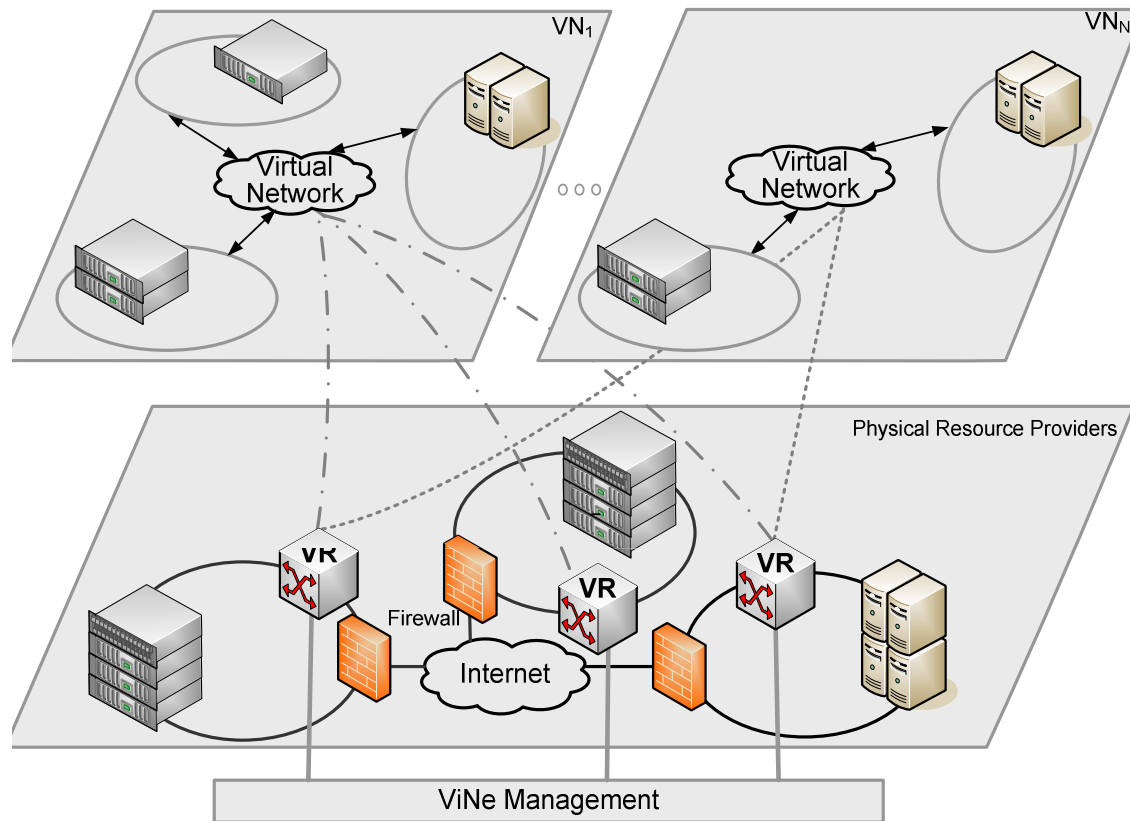 VN1
VNN
Virtual
Network
Virtual
Network
Physical Resource Providers
VR
VR
VR
Firewall
Internet
ViNe Management